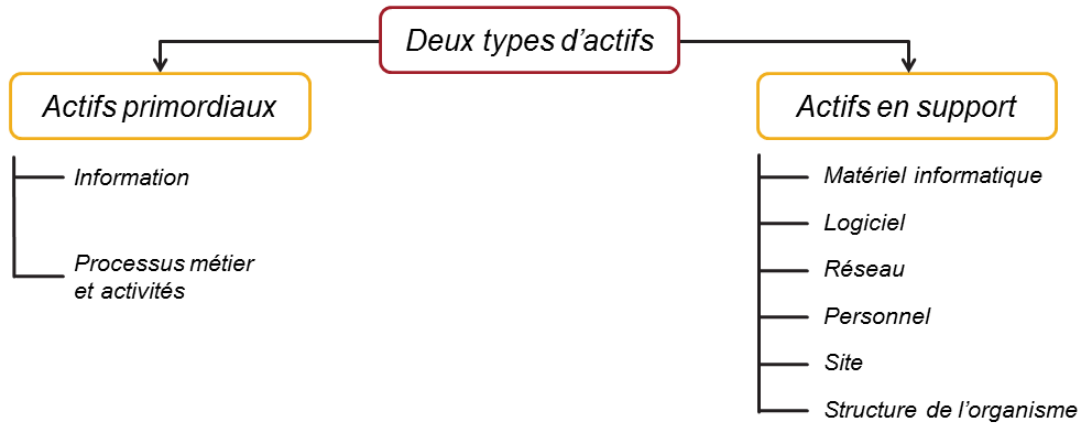 Deux types d’actifs
Actifs primordiaux
Information
Processus métier
et activités
Actifs en support
Matériel informatique
Logiciel
Réseau
Personnel
Site
Structure de l’organisme